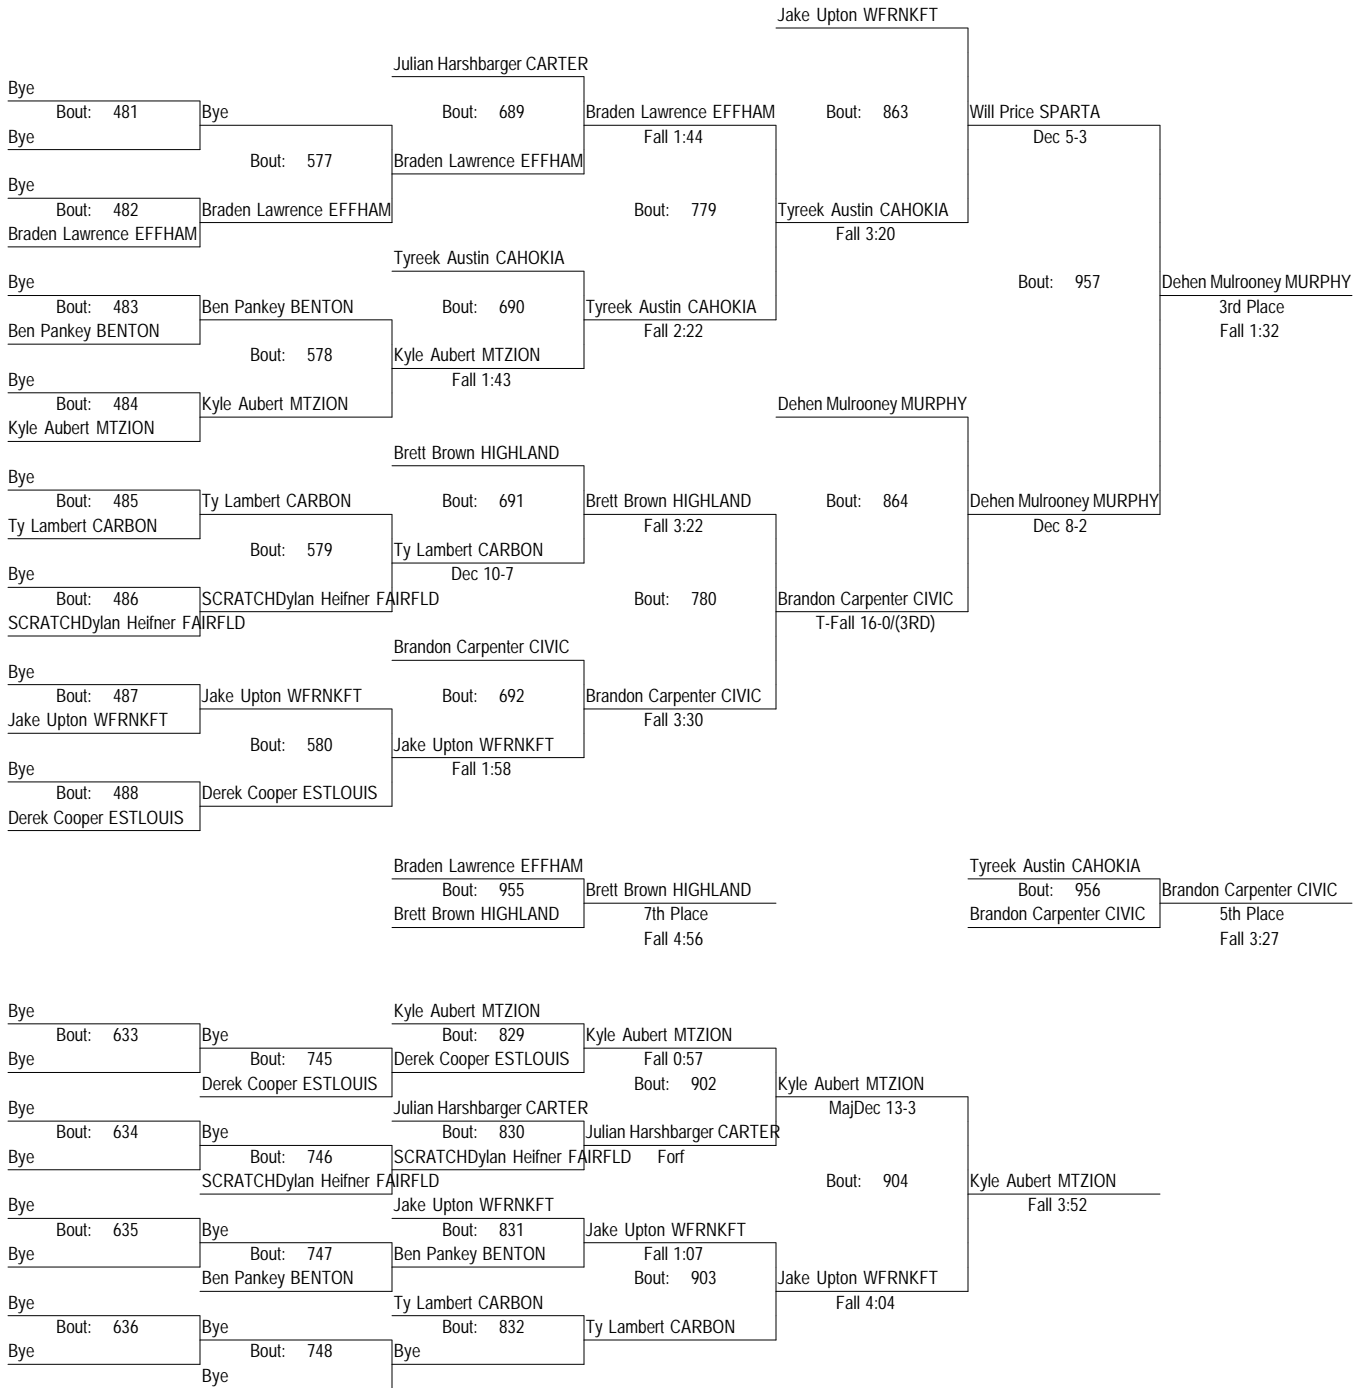 Jake Upton WFRNKFT
Julian Harshbarger CARTER
Bye
Bout: 481 Bye Bout: 689 Braden Lawrence EFFHAM Bout: 863 Will Price SPARTA
Bye Fall 1:44 Dec 5-3
Bout: 577 Braden Lawrence EFFHAM
Bye
Bout: 482 Braden Lawrence EFFHAM Bout: 779 Tyreek Austin CAHOKIA
Braden Lawrence EFFHAM Fall 3:20
Tyreek Austin CAHOKIA
Bye Bout: 957 Dehen Mulrooney MURPHY
Bout: 483 Ben Pankey BENTON Bout: 690 Tyreek Austin CAHOKIA 3rd Place
Ben Pankey BENTON Fall 2:22 Fall 1:32
Bout: 578 Kyle Aubert MTZION
Bye Fall 1:43
Bout: 484 Kyle Aubert MTZION Dehen Mulrooney MURPHY
Kyle Aubert MTZION
Brett Brown HIGHLAND
Bye
Bout: 485 Ty Lambert CARBON Bout: 691 Brett Brown HIGHLAND Bout: 864 Dehen Mulrooney MURPHY
Ty Lambert CARBON Fall 3:22 Dec 8-2
Bout: 579 Ty Lambert CARBON
Bye Dec 10-7
Bout: 486 SCRATCHDylan Heifner FAIRFLD Bout: 780 Brandon Carpenter CIVIC
SCRATCHDylan Heifner FAIRFLD T-Fall 16-0/(3RD)
Brandon Carpenter CIVIC
Bye
Bout: 487 Jake Upton WFRNKFT Bout: 692 Brandon Carpenter CIVIC
Jake Upton WFRNKFT Fall 3:30
Bout: 580 Jake Upton WFRNKFT
Bye Fall 1:58
Bout: 488 Derek Cooper ESTLOUIS
Derek Cooper ESTLOUIS
Braden Lawrence EFFHAM Tyreek Austin CAHOKIA
Bout: 955 Brett Brown HIGHLAND Bout: 956 Brandon Carpenter CIVIC
Brett Brown HIGHLAND 7th Place Brandon Carpenter CIVIC 5th Place
Fall 4:56 Fall 3:27
Bye Kyle Aubert MTZION
Bout: 633 Bye Bout: 829 Kyle Aubert MTZION
Bye Bout: 745 Derek Cooper ESTLOUIS Fall 0:57
Derek Cooper ESTLOUIS Bout: 902 Kyle Aubert MTZION
Bye Julian Harshbarger CARTER MajDec 13-3
Bout: 634 Bye Bout: 830 Julian Harshbarger CARTER
Bye Bout: 746 SCRATCHDylan Heifner FAIRFLD Forf
SCRATCHDylan Heifner FAIRFLD Bout: 904 Kyle Aubert MTZION
Bye Jake Upton WFRNKFT Fall 3:52
Bout: 635 Bye Bout: 831 Jake Upton WFRNKFT
Bye Bout: 747 Ben Pankey BENTON Fall 1:07
Ben Pankey BENTON Bout: 903 Jake Upton WFRNKFT
Bye Ty Lambert CARBON Fall 4:04
Bout: 636 Bye Bout: 832 Ty Lambert CARBON
Bye Bout: 748 Bye
Bye